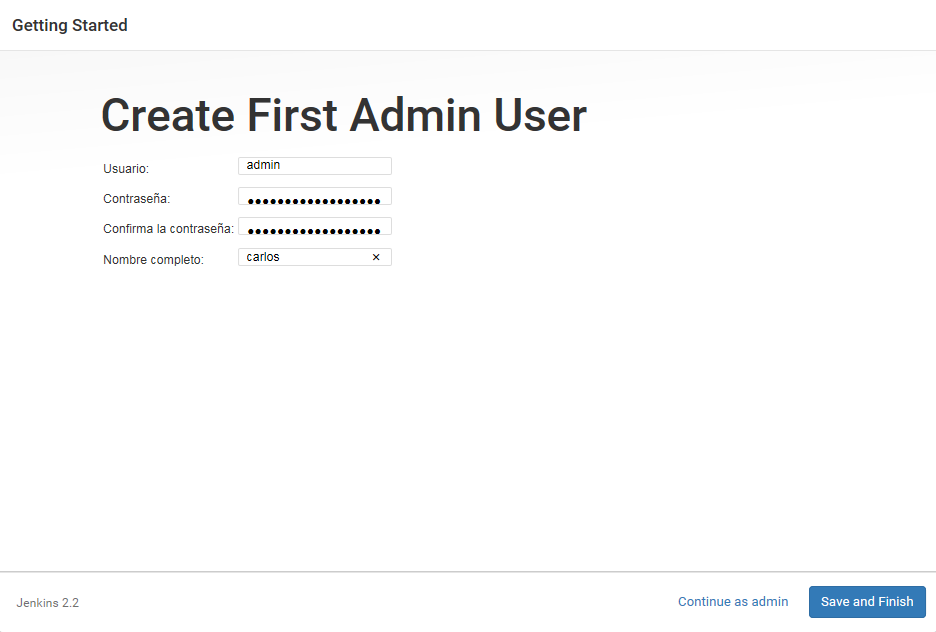 Getting Started
Create First Admin User
Usuario: admin
Contraseña: ••••••••••••••••••
Confirma la contraseña: ••••••••••••••••••
Nombre completo: carlos ×
Jenkins 2.2 Continue as admin Save and Finish